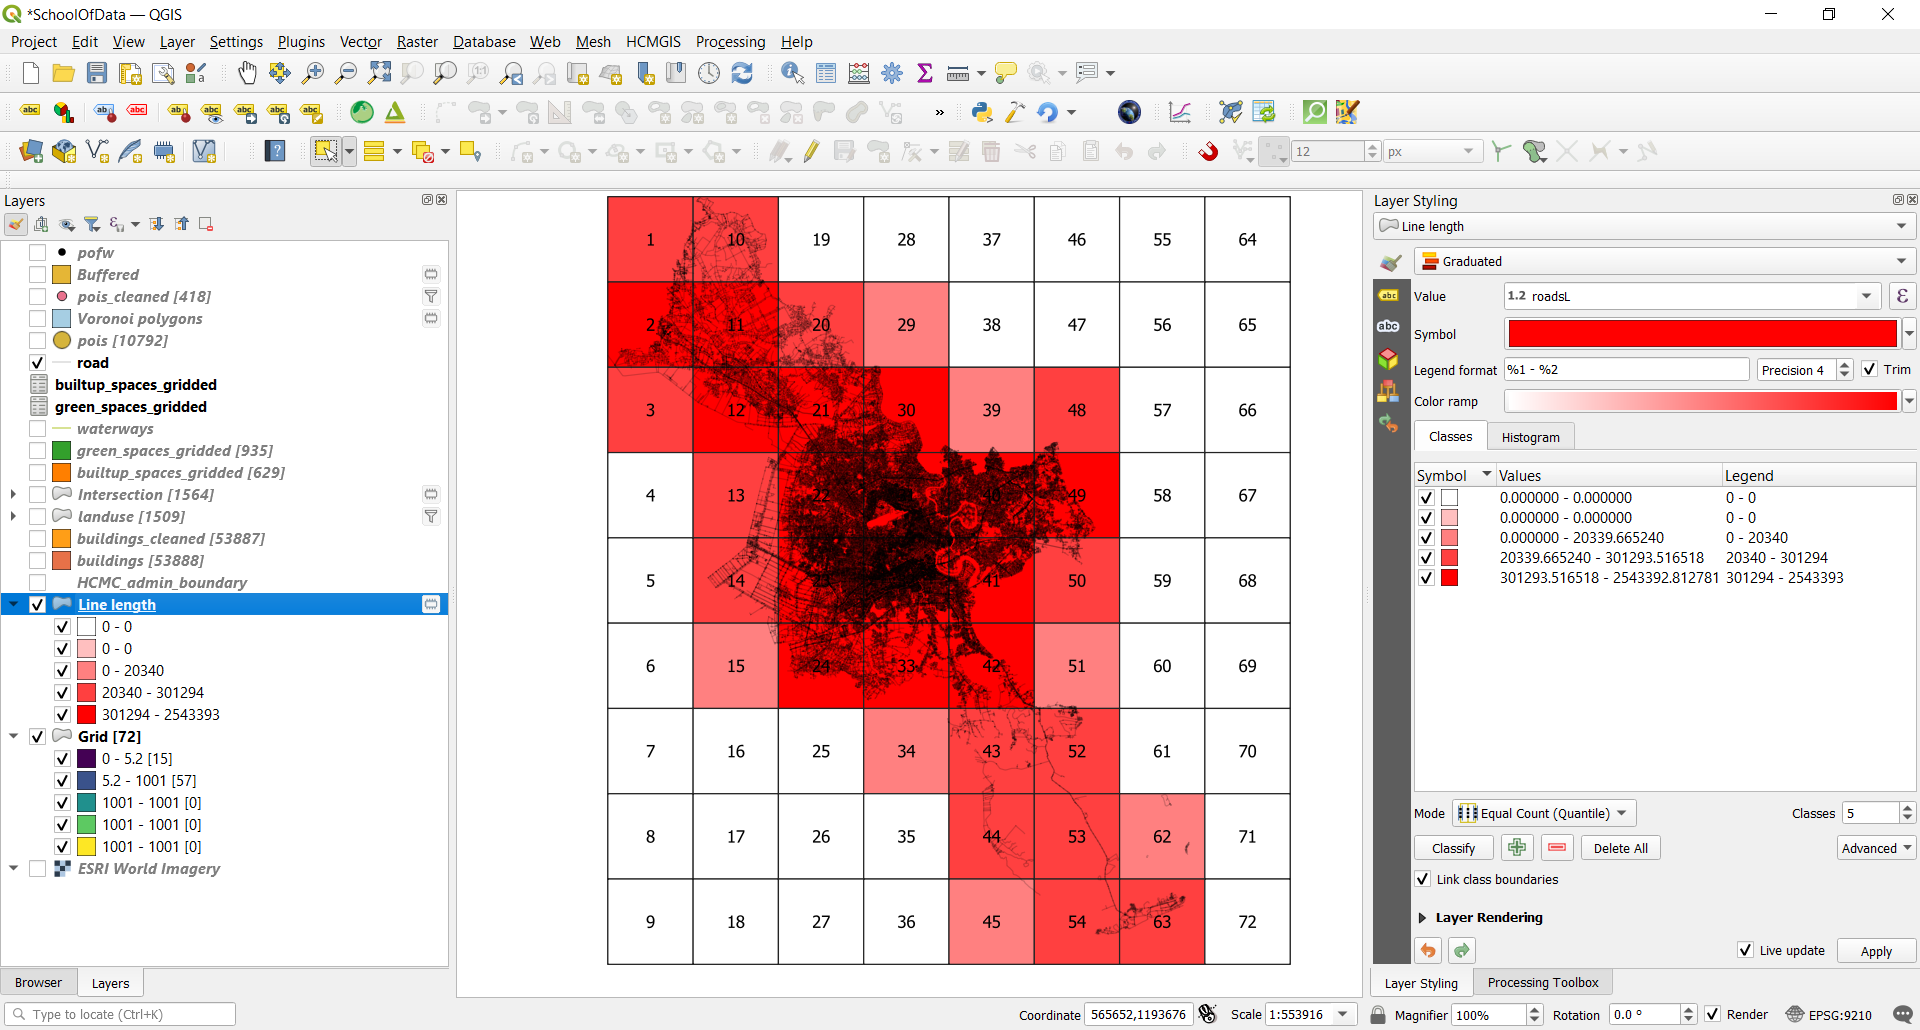 *SchoolOfData — QGIS
Project Edit View Layer Settings Plugins Vector Raster Database Web Mesh HCMGIS Processing Help
12 px
Layers
pofw
Buffered
pois_cleaned [418]
Voronoi polygons
pois [10792]
road
builtup_spaces_gridded
green_spaces_gridded
waterways
green_spaces_gridded [935]
builtup_spaces_gridded [629]
Intersection [1564]
landuse [1509]
buildings_cleaned [53887]
buildings [53888]
HCMC_admin_boundary
Line length
0 - 0
0 - 0
0 - 20340
20340 - 301294
301294 - 2543393
Grid [72]
0 - 5.2 [15]
5.2 - 1001 [57]
1001 - 1001 [0]
1001 - 1001 [0]
1001 - 1001 [0]
ESRI World Imagery
Browser Layers
1 10 19 28 37 46 55 64
2 11 20 29 38 47 56 65
3 12 21 30 39 48 57 66
4 13 22 40 49 58 67
5 14 23 41 50 59 68
6 15 24 33 42 51 60 69
7 16 25 34 43 52 61 70
8 17 26 35 44 53 62 71
9 18 27 36 45 54 63 72
Layer Styling
Line length
Graduated
Value 1.2 roadsL ε
Symbol
Legend format %1 - %2 Precision 4 Trim
Color ramp
Classes Histogram
Symbol Values Legend
0.000000 - 0.000000 0 - 0
0.000000 - 0.000000 0 - 0
0.000000 - 20339.665240 0 - 20340
20339.665240 - 301293.516518 20340 - 301294
301293.516518 - 2543392.812781 301294 - 2543393
Mode Equal Count (Quantile) Classes 5
Classify Delete All Advanced
Link class boundaries
Layer Rendering
Live update Apply
Layer Styling Processing Toolbox
Type to locate (Ctrl+K) Coordinate 565652,1193676 Scale 1:553916 Magnifier 100% Rotation 0.0 ° Render EPSG:9210